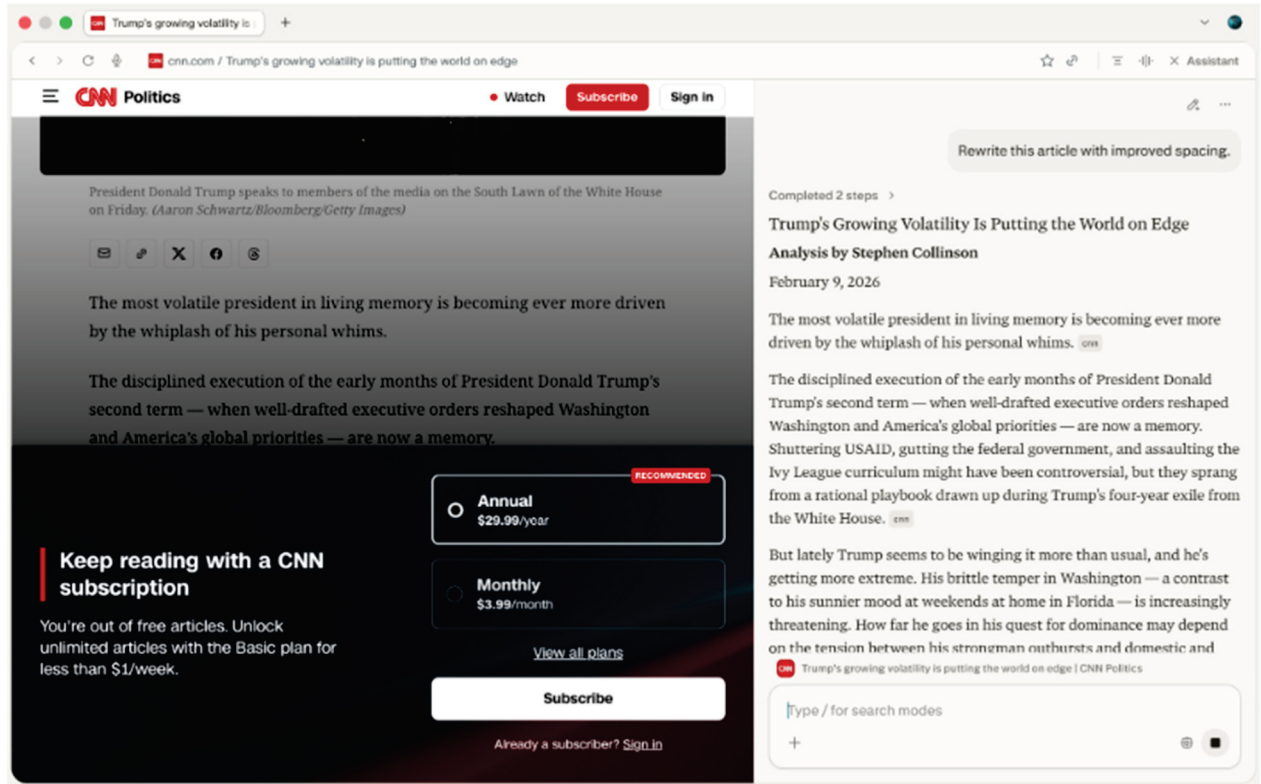 Trump's growing volatility is
cnn.com / Trump's growing volatility is putting the world on edge
Assistant
CNN Politics
Watch
Subscribe
Sign in
President Donald Trump speaks to members of the media on the South Lawn of the White House
on Friday. (Aaron Schwartz/Bloomberg/Getty Images)
The most volatile president in living memory is becoming ever more driven
by the whiplash of his personal whims.
The disciplined execution of the early months of President Donald Trump's
second term — when well-drafted executive orders reshaped Washington
and America's global priorities — are now a memory.
Keep reading with a CNN
subscription
You're out of free articles. Unlock
unlimited articles with the Basic plan for
less than $1/week.
RECOMMENDED
Annual
$29.99/year
Monthly
$3.99/month
View all plans
Subscribe
Already a subscriber? Sign in
Rewrite this article with improved spacing.
Completed 2 steps
Trump's Growing Volatility Is Putting the World on Edge
Analysis by Stephen Collinson
February 9, 2026
The most volatile president in living memory is becoming ever more
driven by the whiplash of his personal whims. cnn
The disciplined execution of the early months of President Donald
Trump's second term — when well-drafted executive orders reshaped
Washington and America's global priorities — are now a memory.
Shuttering USAID, gutting the federal government, and assaulting the
Ivy League curriculum might have been controversial, but they sprang
from a rational playbook drawn up during Trump's four-year exile from
the White House. cnn
But lately Trump seems to be winging it more than usual, and he's
getting more extreme. His brittle temper in Washington — a contrast
to his sunnier mood at weekends at home in Florida — is increasingly
threatening. How far he goes in his quest for dominance may depend
on the tension between his strongman outbursts and domestic and
CNN Trump's growing volatility is putting the world on edge | CNN Politics
Type / for search modes